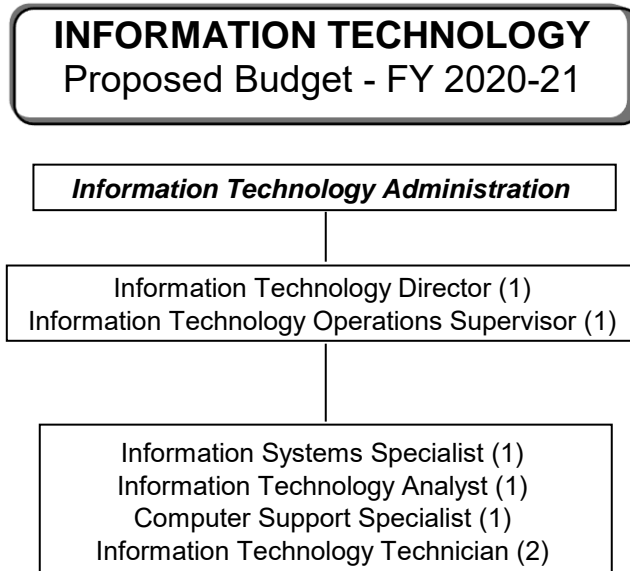 INFORMATION TECHNOLOGY
Proposed Budget - FY 2020-21
Information Technology Administration
Information Technology Director (1)
Information Technology Operations Supervisor (1)
Information Systems Specialist (1)
Information Technology Analyst (1)
Computer Support Specialist (1)
Information Technology Technician (2)